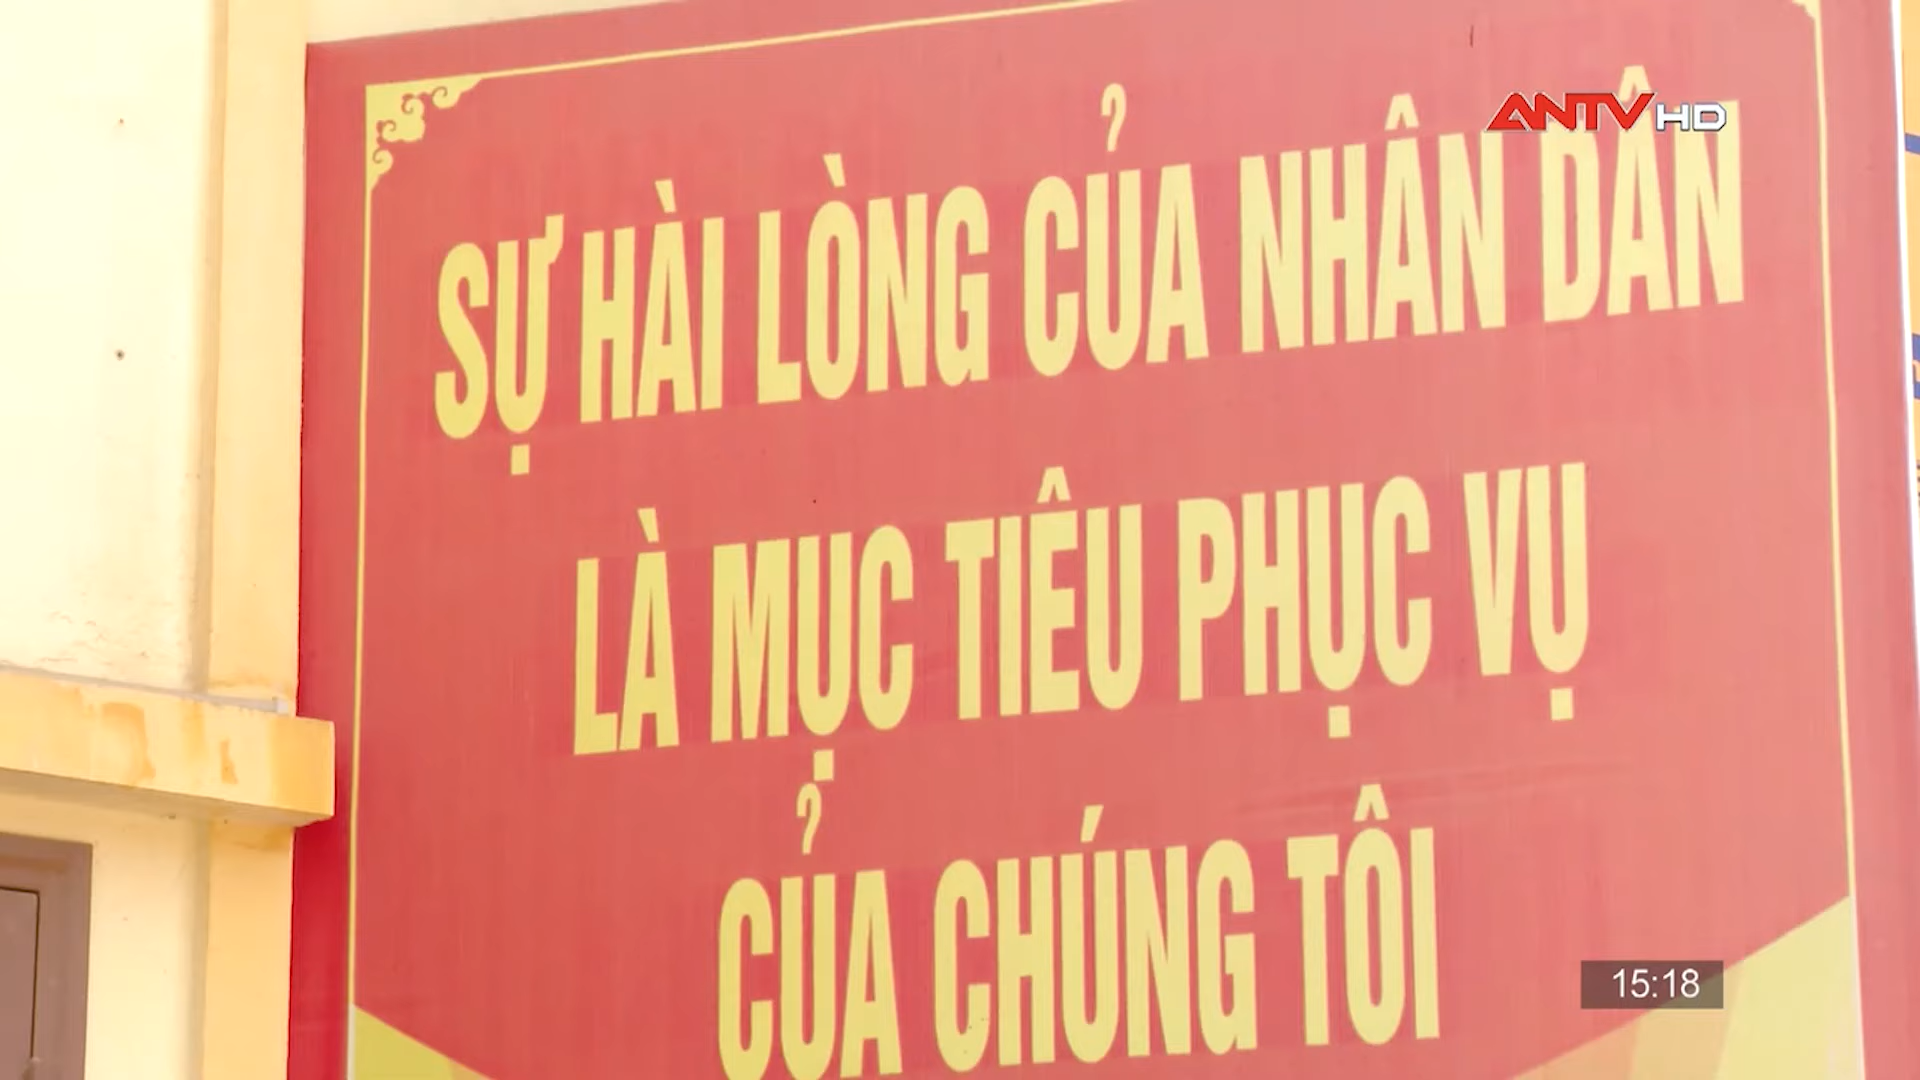 ANTV HD
SỰ HÀI LÒNG CỦA NHÂN DÂN
LÀ MỤC TIÊU PHỤC VỤ
CỦA CHÚNG TÔI
15:18